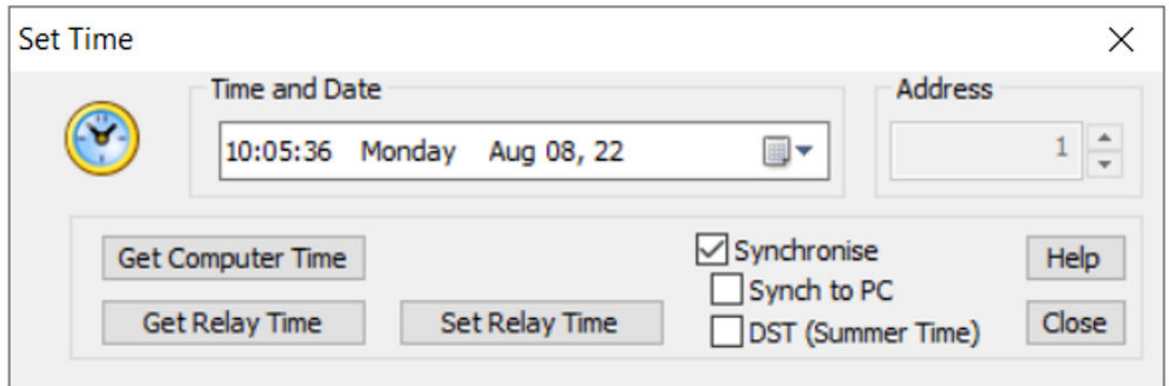 Set Time
Time and Date
Address
10:05:36 Monday Aug 08, 22
1
Get Computer Time
Synchronise
Help
Synch to PC
Get Relay Time
Set Relay Time
DST (Summer Time)
Close